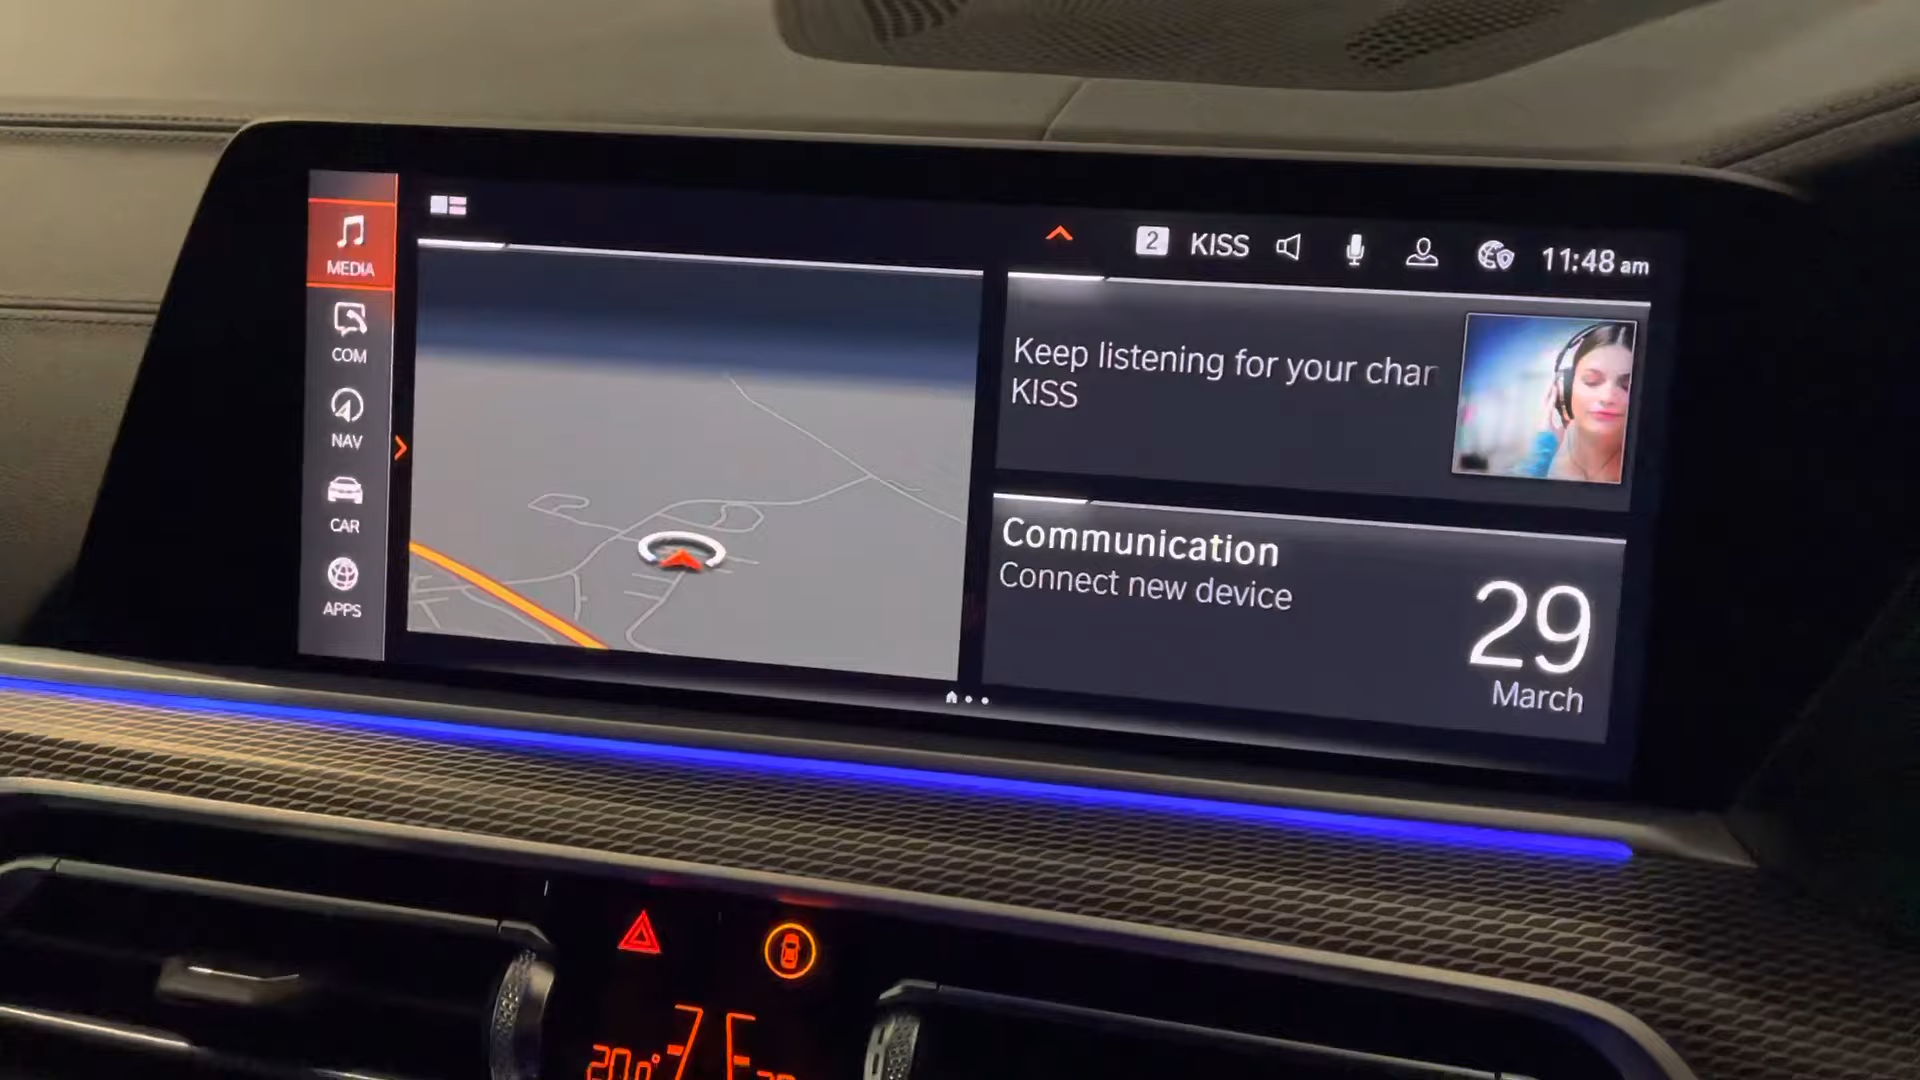 MEDIA
COM
NAV
CAR
APPS
2 KISS 11:48 am
Keep listening for your char
KISS
Communication
Connect new device
29
March
20.0°